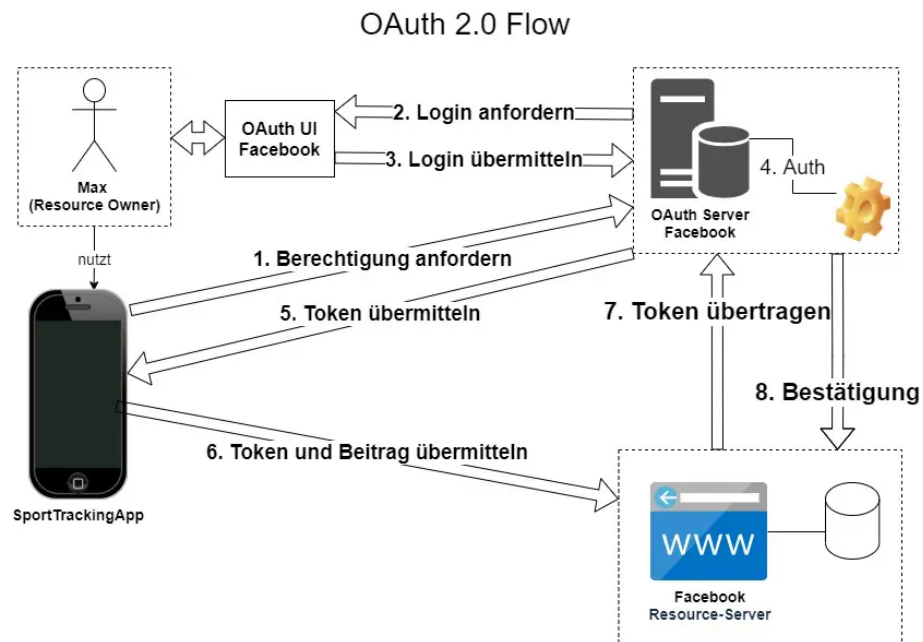 OAuth 2.0 Flow
Max
(Resource Owner)
OAuth UI
Facebook
2. Login anfordern
3. Login übermitteln
4. Auth
OAuth Server
Facebook
nutzt
1. Berechtigung anfordern
5. Token übermitteln
7. Token übertragen
8. Bestätigung
6. Token und Beitrag übermitteln
SportTrackingApp
WWW
Facebook
Resource-Server